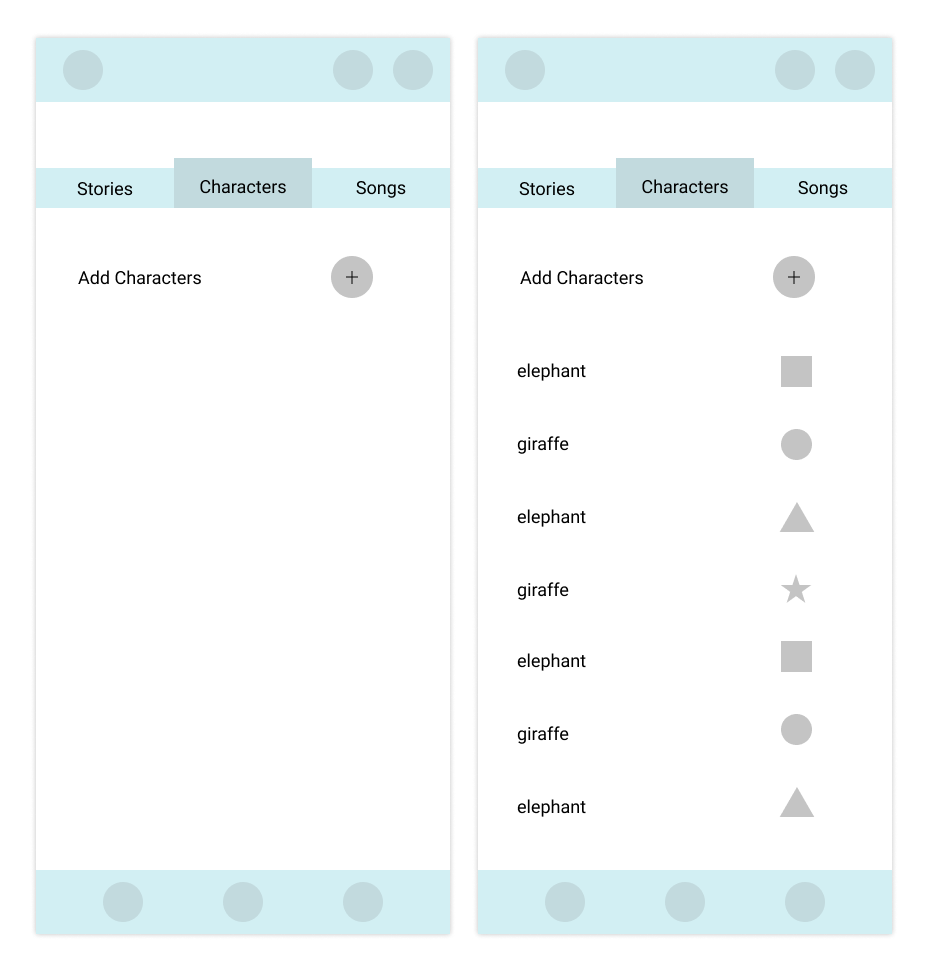 Stories Characters Songs
Add Characters +
Stories Characters Songs
Add Characters +
elephant
giraffe
elephant
giraffe
elephant
giraffe
elephant